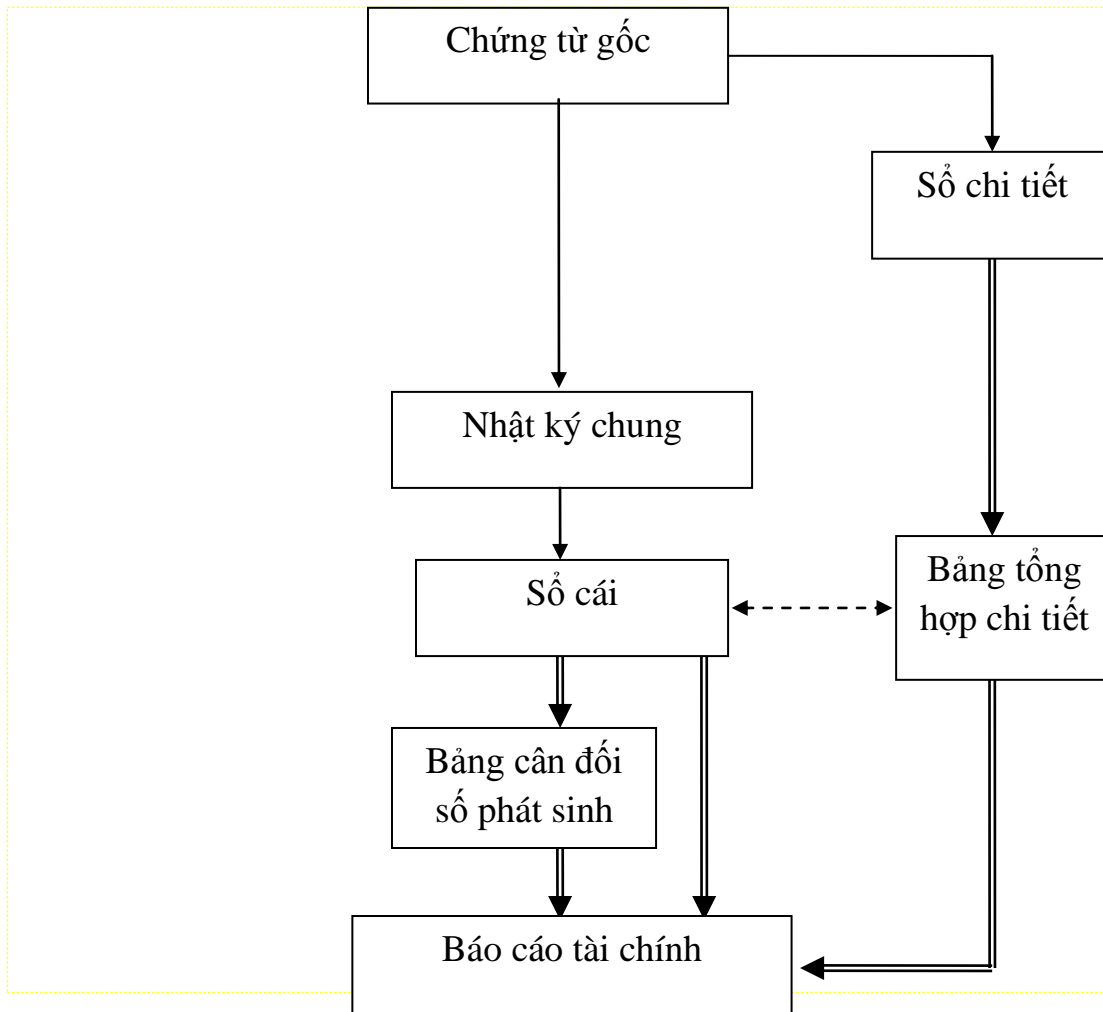 Chứng từ gốc
Sổ chi tiết
Nhật ký chung
Sổ cái
Bảng tổng
hợp chi tiết
Bảng cân đối
số phát sinh
Báo cáo tài chính